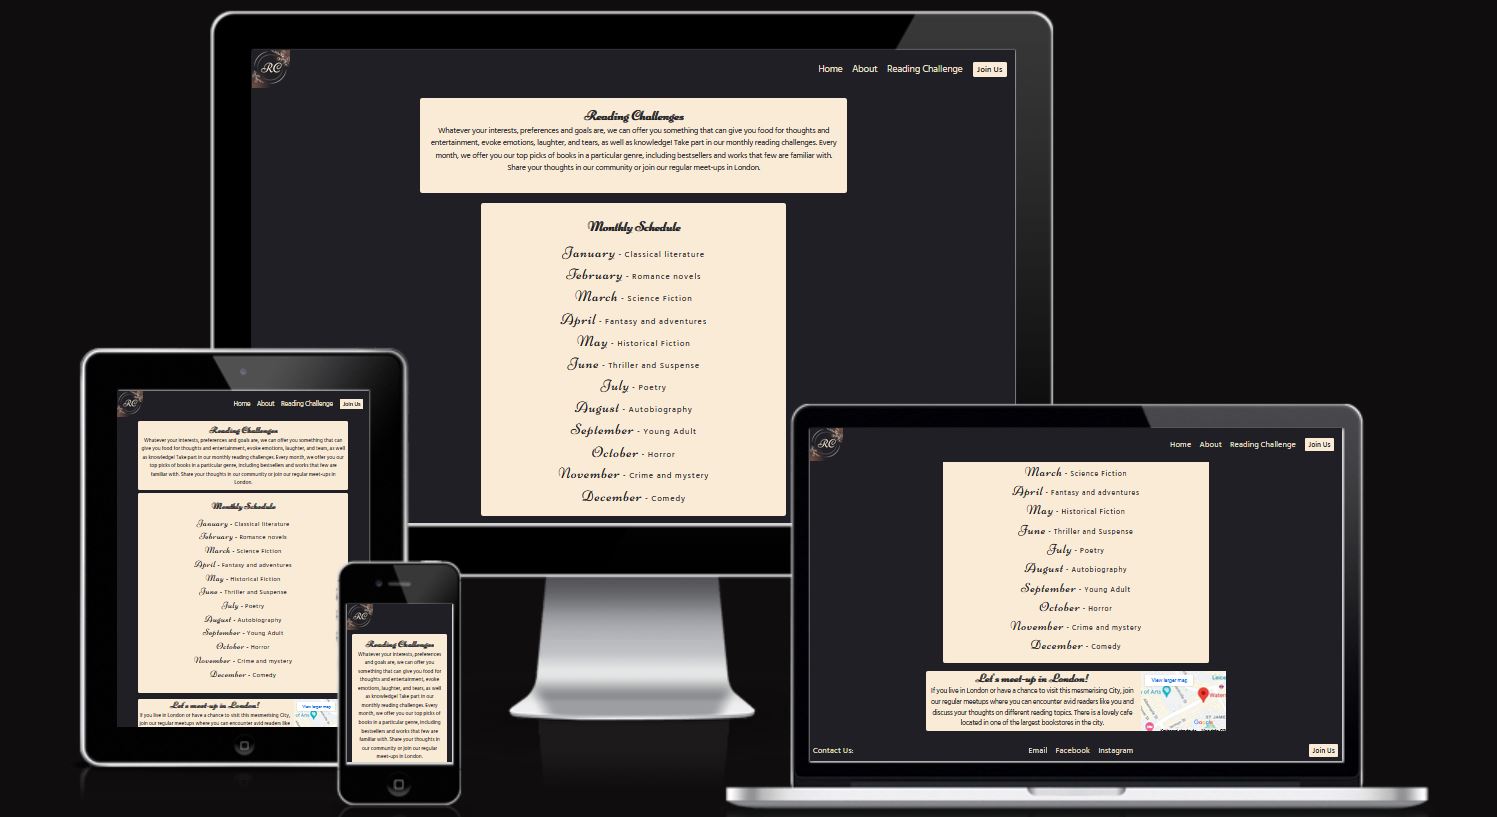 RC
Home About Reading Challenge Join Us
Reading Challenges
Whatever your interests, preferences and goals are, we can offer you something that can give you food for thoughts and
entertainment, evoke emotions, laughter, and tears, as well as knowledge! Take part in our monthly reading challenges. Every
month, we offer you our top picks of books in a particular genre, including bestsellers and works that few are familiar with.
Share your thoughts in our community or join our regular meet-ups in London.
Monthly Schedule
January - Classical literature
February - Romance novels
March - Science Fiction
April - Fantasy and adventures
May - Historical Fiction
June - Thriller and Suspense
July - Poetry
August - Autobiography
September - Young Adult
October - Horror
November - Crime and mystery
December - Comedy
RC
Home About Reading Challenge Join Us
Reading Challenges
Whatever your interests, preferences and goals are, we can offer you something that can
give you food for thoughts and entertainment, evoke emotions, laughter, and tears, as well
as knowledge! Take part in our monthly reading challenges. Every month, we offer you our
top picks of books in a particular genre, including bestsellers and works that few are
familiar with. Share your thoughts in our community or join our regular meet-ups in
London.
Monthly Schedule
January - Classical literature
February - Romance novels
March - Science Fiction
April - Fantasy and adventures
May - Historical Fiction
June - Thriller and Suspense
July - Poetry
August - Autobiography
September - Young Adult
October - Horror
November - Crime and mystery
December - Comedy
Let's meet-up in London!
If you live in London or have a chance to visit this mesmerising City,
join our regular meetups where you can encounter avid readers like
View larger map
of Arts
RC
Reading Challenges
Whatever your interests, preferences
and goals are, we can offer you
something that can give you food for
thoughts and entertainment, evoke
emotions, laughter, and tears, as well
as knowledge! Take part in our
monthly reading challenges. Every
month, we offer you our top picks of
books in a particular genre, including
bestsellers and works that few are
familiar with. Share your thoughts in
our community or join our regular
meet-ups in London.
RC
Home About Reading Challenge Join Us
March - Science Fiction
April - Fantasy and adventures
May - Historical Fiction
June - Thriller and Suspense
July - Poetry
August - Autobiography
September - Young Adult
October - Horror
November - Crime and mystery
December - Comedy
Let's meet-up in London!
If you live in London or have a chance to visit this mesmerising City, join
our regular meetups where you can encounter avid readers like you and
discuss your thoughts on different reading topics. There is a lovely cafe
located in one of the largest bookstores in the city.
View larger map
Leice
of Arts
Water
ST JAME
Google
Contact Us: Email Facebook Instagram Join Us